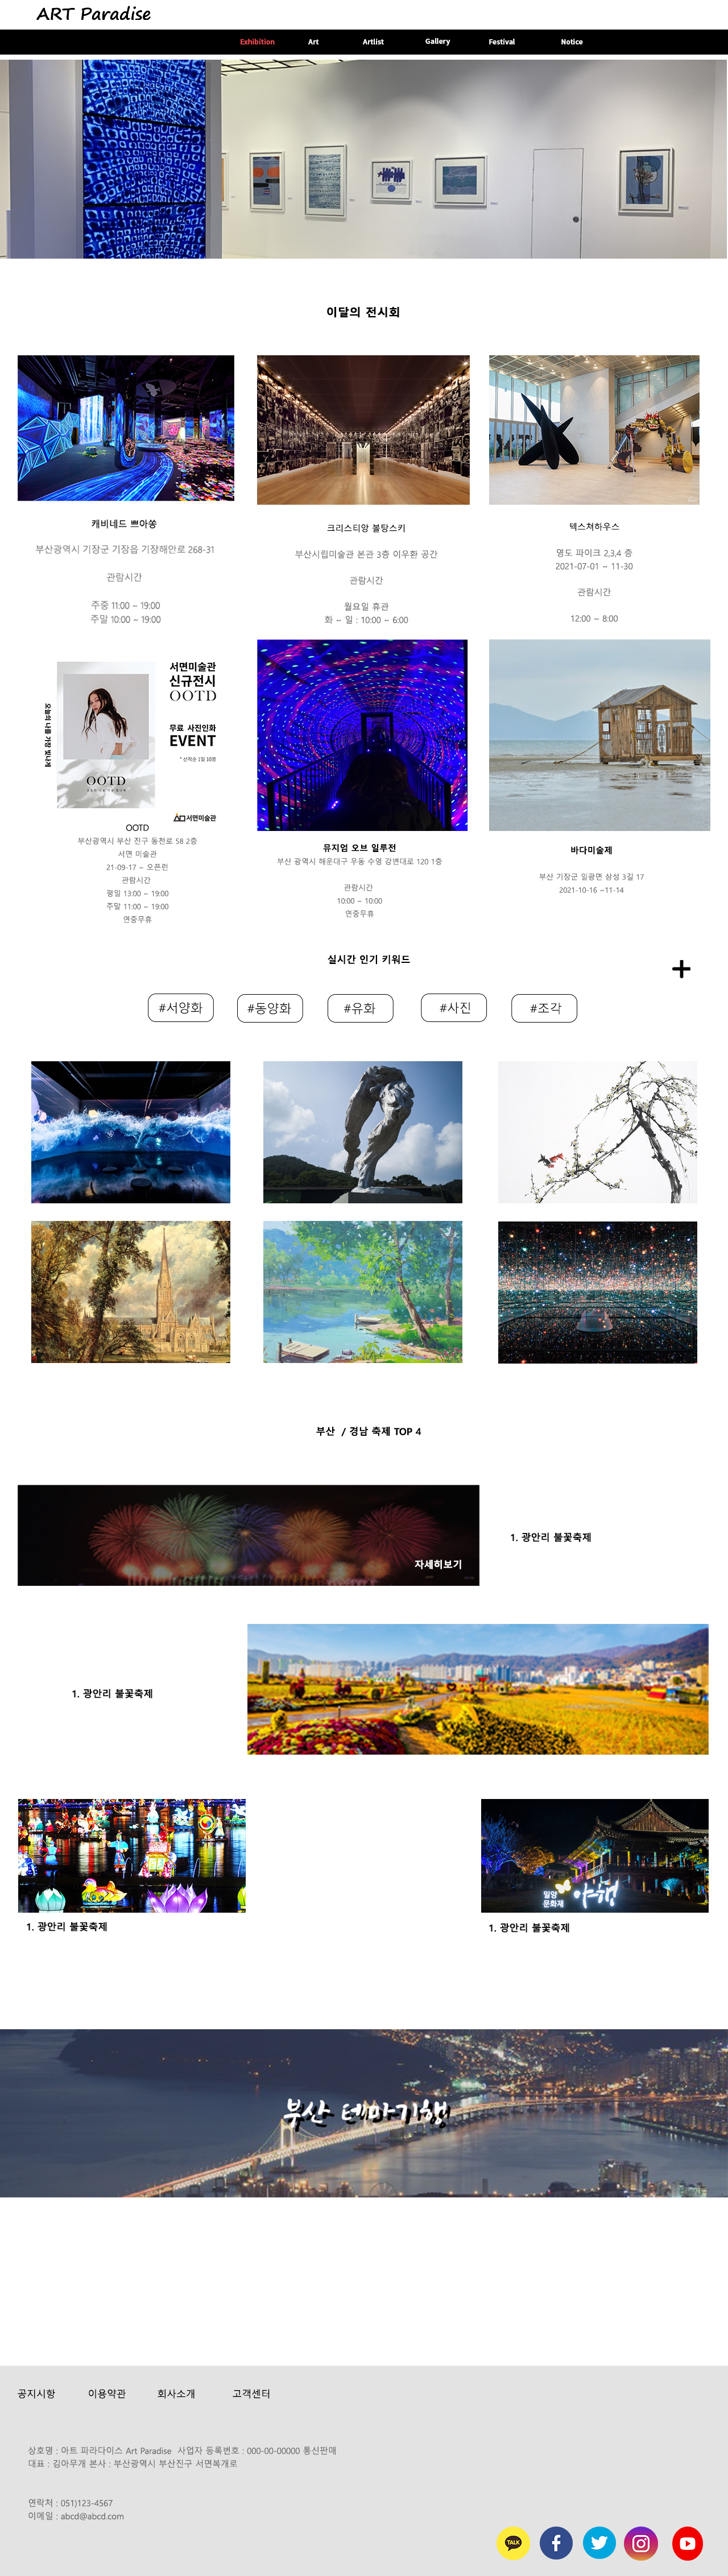 ART Paradise
Exhibition Art Artlist Gallery Festival Notice
이달의 전시회
캐비네드 쁘아쏭
부산광역시 기장군 기장읍 기장해안로 268-31
관람시간
주중 11:00 ~ 19:00
주말 10:00 ~ 19:00
크리스티앙 볼탕스키
부산시립미술관 본관 3층 이우환 공간
관람시간
월요일 휴관
화 ~ 일 : 10:00 ~ 6:00
텍스쳐하우스
영도 파이크 2,3,4 층
2021-07-01 ~ 11-30
관람시간
12:00 ~ 8:00
오늘의 나를 가장 빛나게
OOTD
서면미술관
신규전시
OOTD
무료 사진인화
EVENT
* 선착순 1일 10명
서면미술관
OOTD
부산광역시 부산 진구 동천로 58 2층
서면 미술관
21-09-17 ~ 오픈런
관람시간
평일 13:00 ~ 19:00
주말 11:00 ~ 19:00
연중무휴
뮤지엄 오브 일루전
부산 광역시 해운대구 우동 수영 강변대로 120 1층
관람시간
10:00 ~ 10:00
연중무휴
바다미술제
부산 기장군 일광면 삼성 3길 17
2021-10-16 ~11-14
실시간 인기 키워드
#서양화 #동양화 #유화 #사진 #조각
부산 / 경남 축제 TOP 4
자세히보기
1. 광안리 불꽃축제
1. 광안리 불꽃축제
1. 광안리 불꽃축제
밀양
문화재
야행
1. 광안리 불꽃축제
부산 테마기행
공지시항 이용약관 회사소개 고객센터
상호명 : 아트 파라다이스 Art Paradise 사업자 등록번호 : 000-00-00000 통신판매
대표 : 김아무개 본사 : 부산광역시 부산진구 서면복개로
연락처 : 051)123-4567
이메일 : abcd@abcd.com
TALK